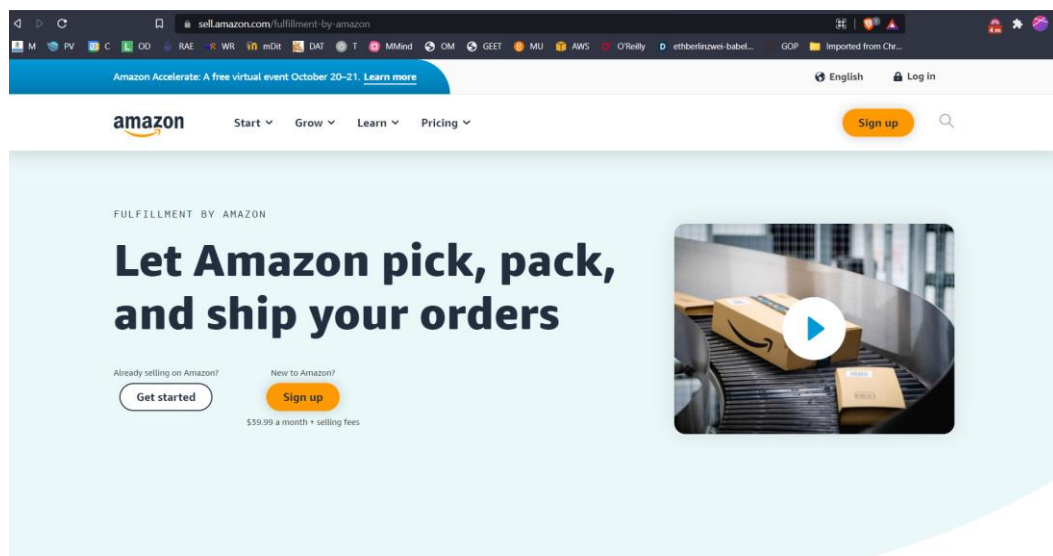 sell.amazon.com/fulfillment-by-amazon
M PV C OD RAE WR mDit DAT T MMind OM GEET MU AWS O'Reilly ethberlinzwei-babel... GOP Imported from Chr...
Amazon Accelerate: A free virtual event October 20–21. Learn more
English Log in
amazon Start Grow Learn Pricing Sign up
FULFILLMENT BY AMAZON
Let Amazon pick, pack,
and ship your orders
Already selling on Amazon? New to Amazon?
Get started Sign up
$39.99 a month + selling fees